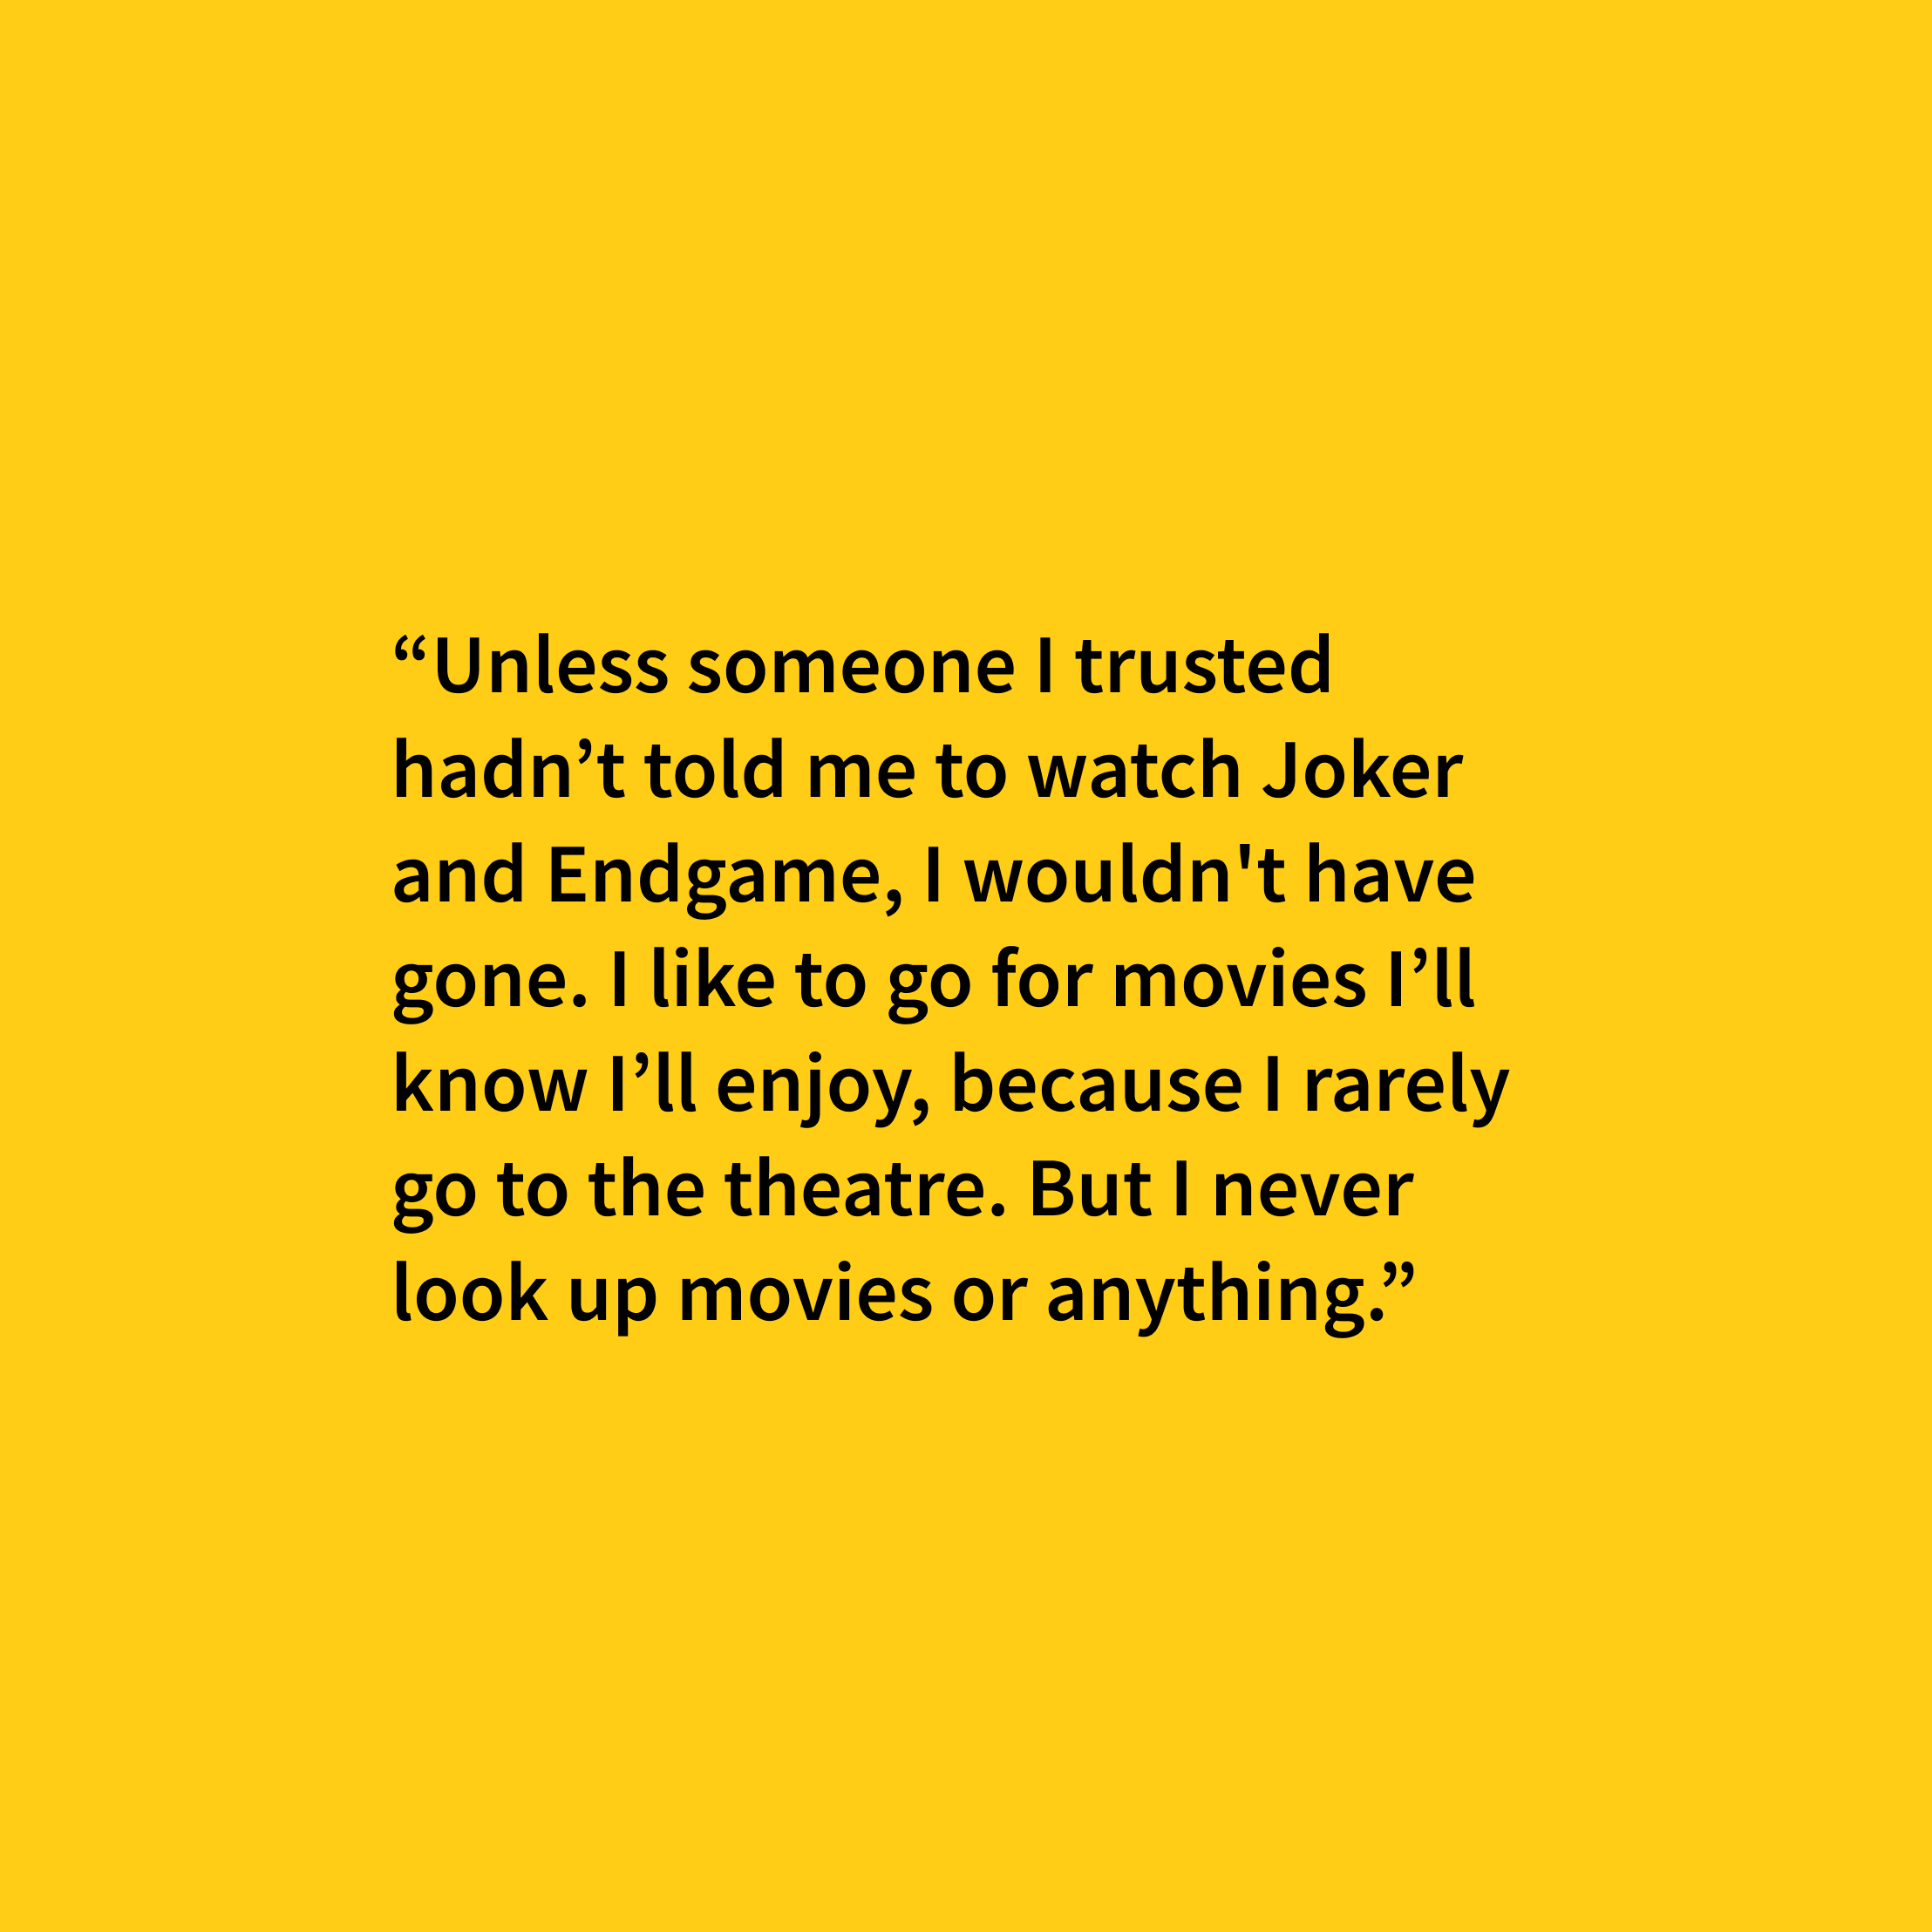 “Unless someone I trusted
hadn’t told me to watch Joker
and Endgame, I wouldn't have
gone. I like to go for movies I’ll
know I’ll enjoy, because I rarely
go to the theatre. But I never
look up movies or anything.”